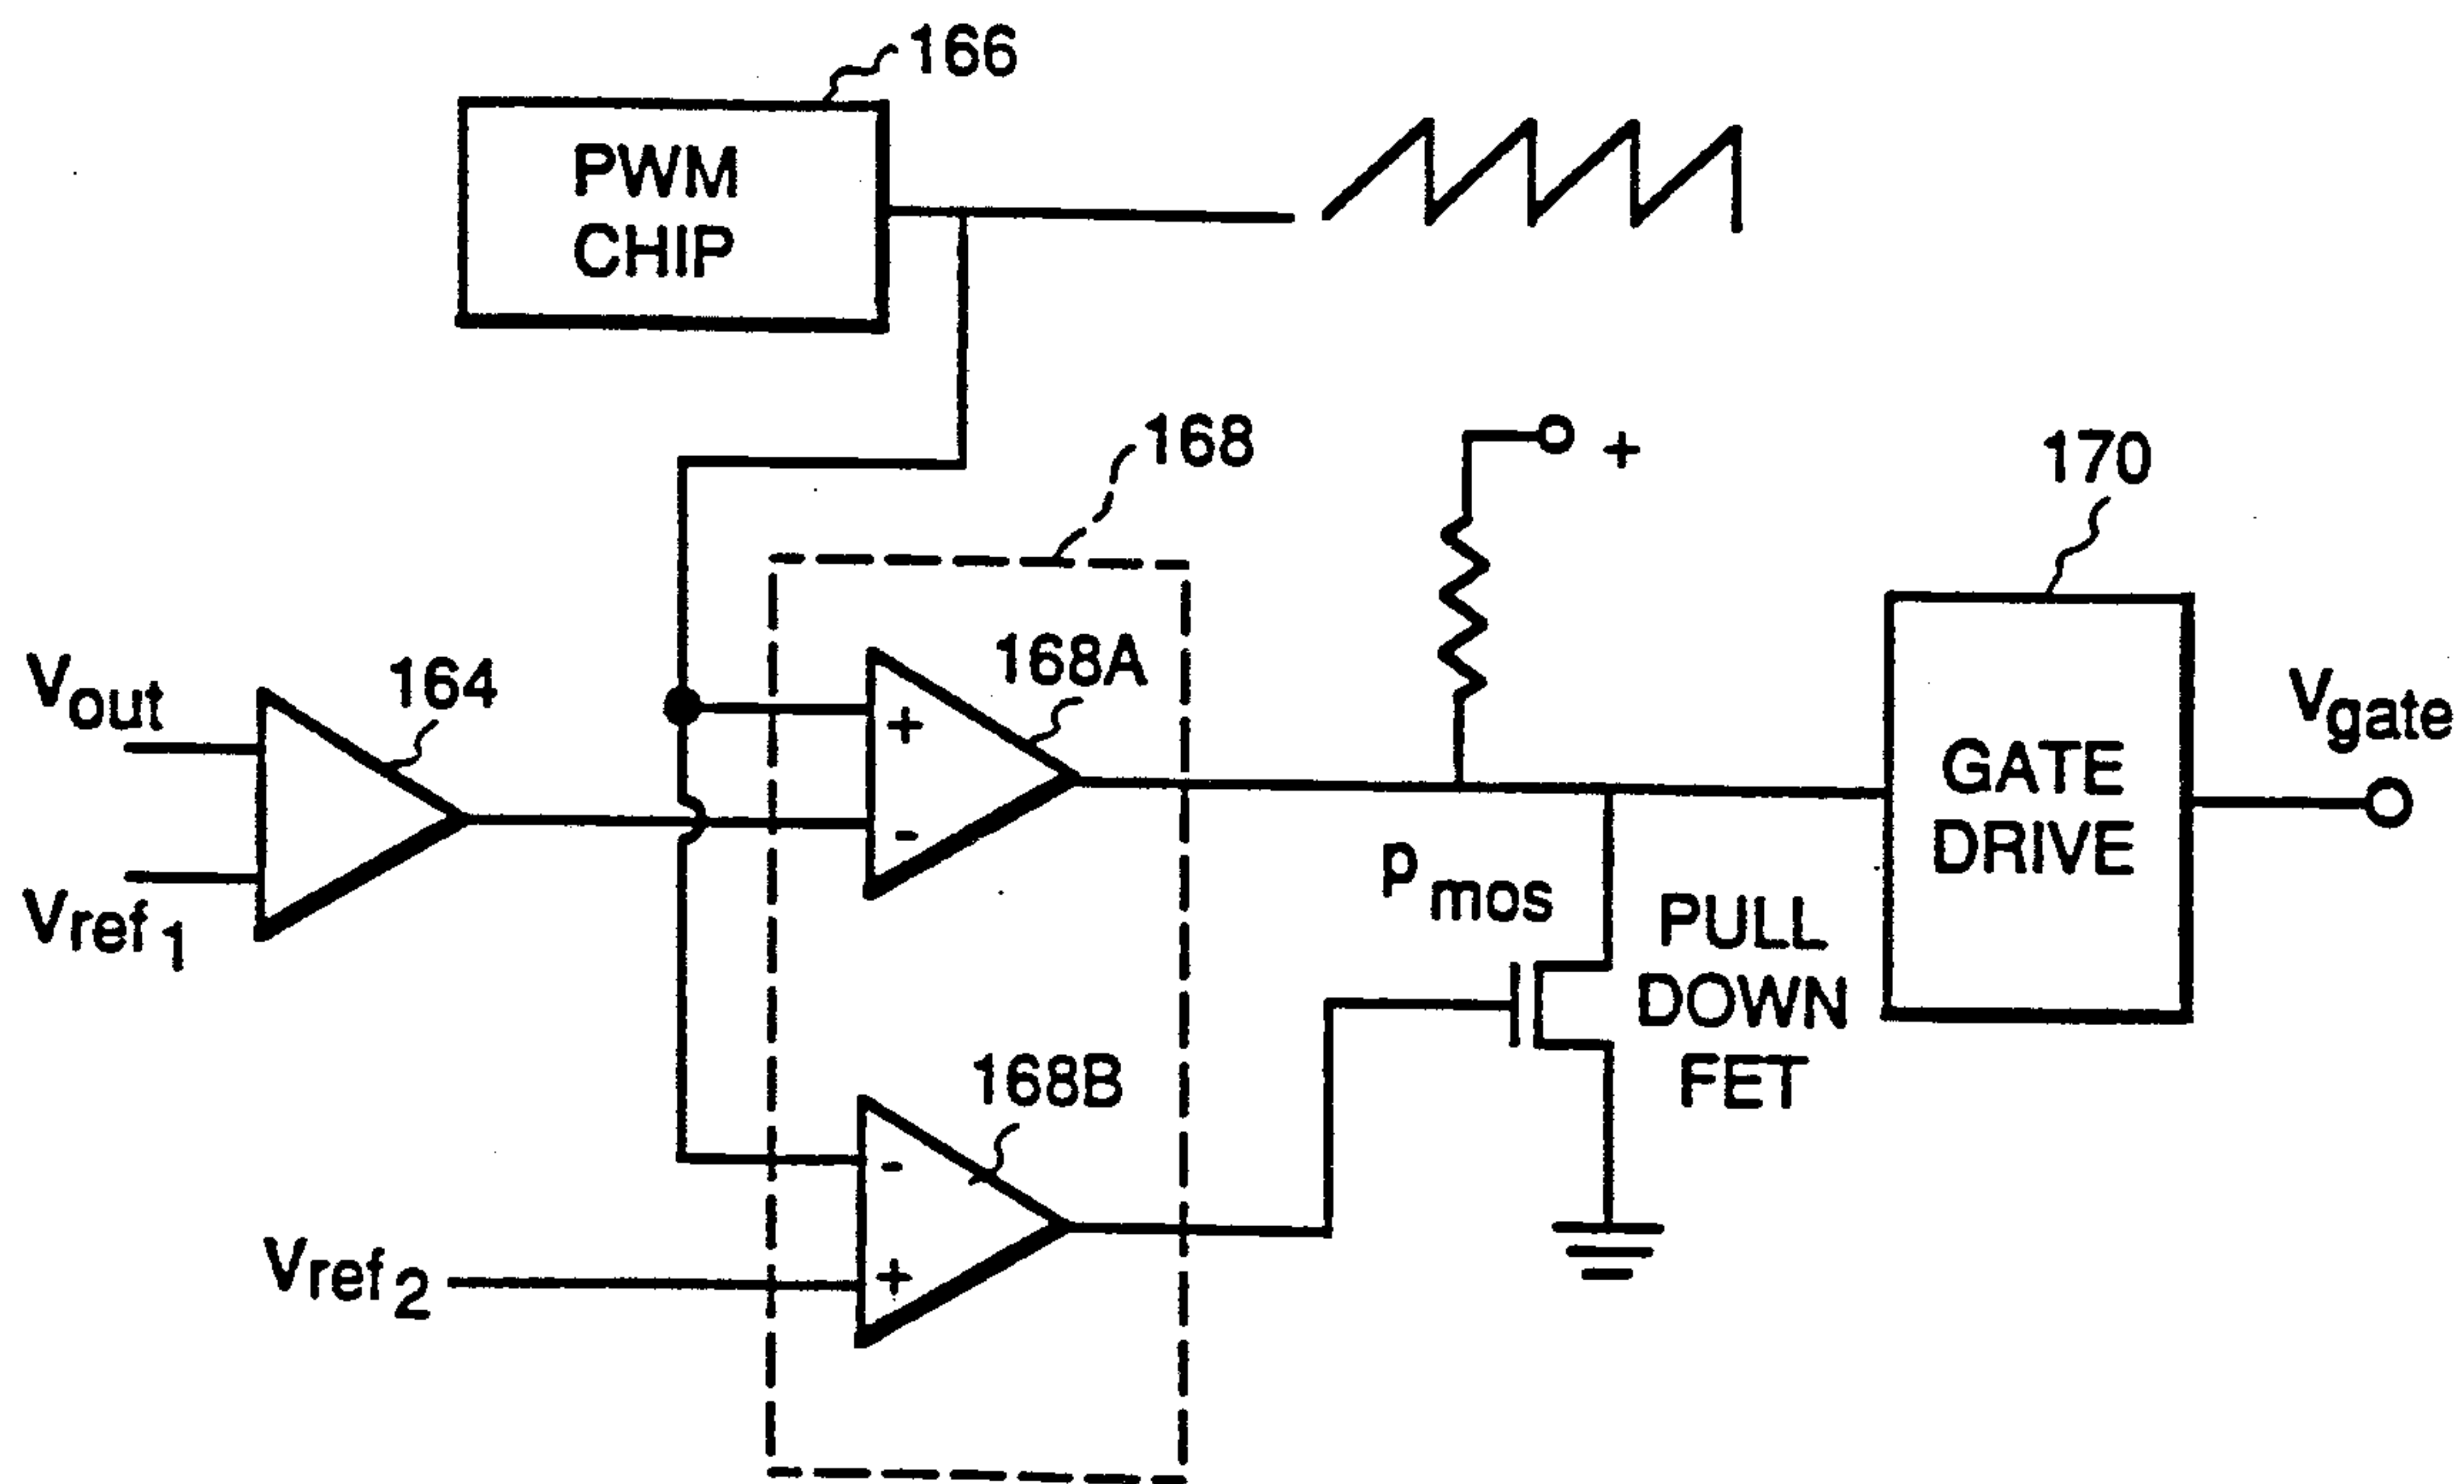 166
PWM
CHIP
168
+
170
168A
164
Vout
Vref1
+
-
GATE
DRIVE
Vgate
Pmos
PULL
DOWN
FET
168B
-
+
Vref2